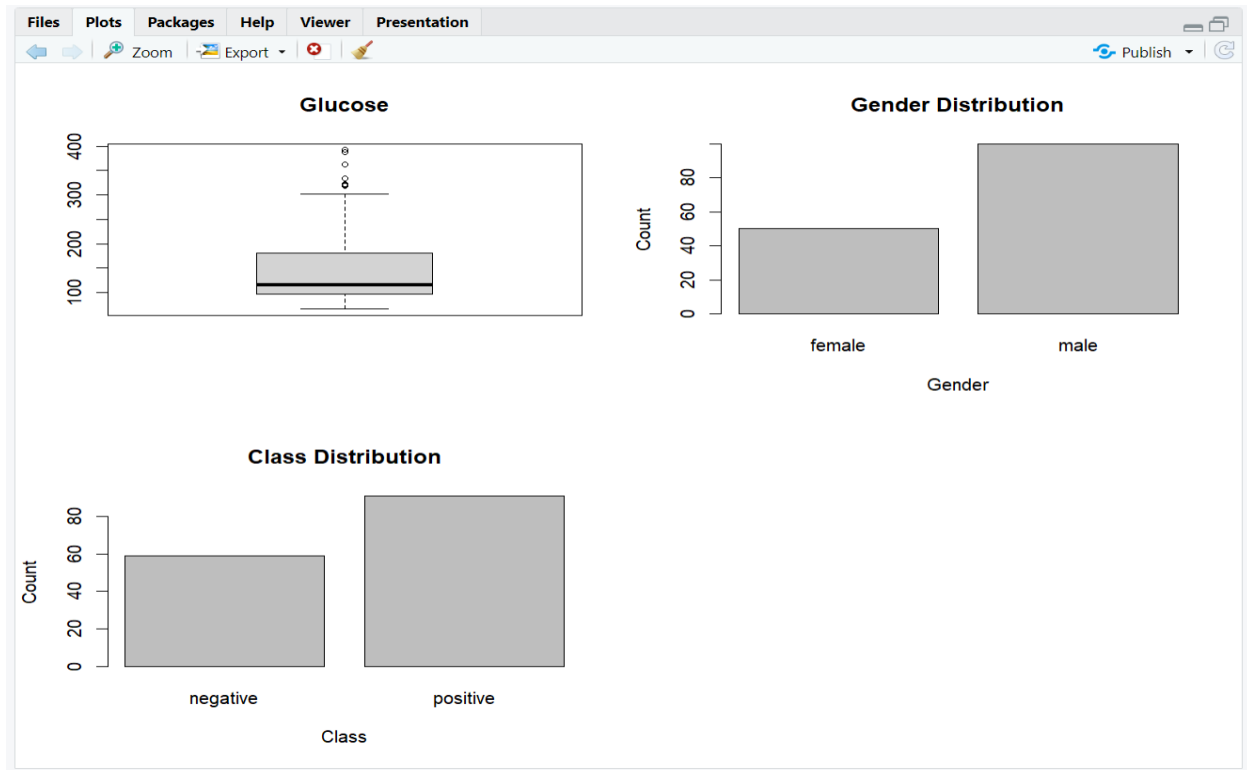 Files Plots Packages Help Viewer Presentation
Zoom Export Publish
Glucose
400
300
200
100
Gender Distribution
Count
80
60
40
20
0
female male
Gender
Class Distribution
Count
80
60
40
20
0
negative positive
Class